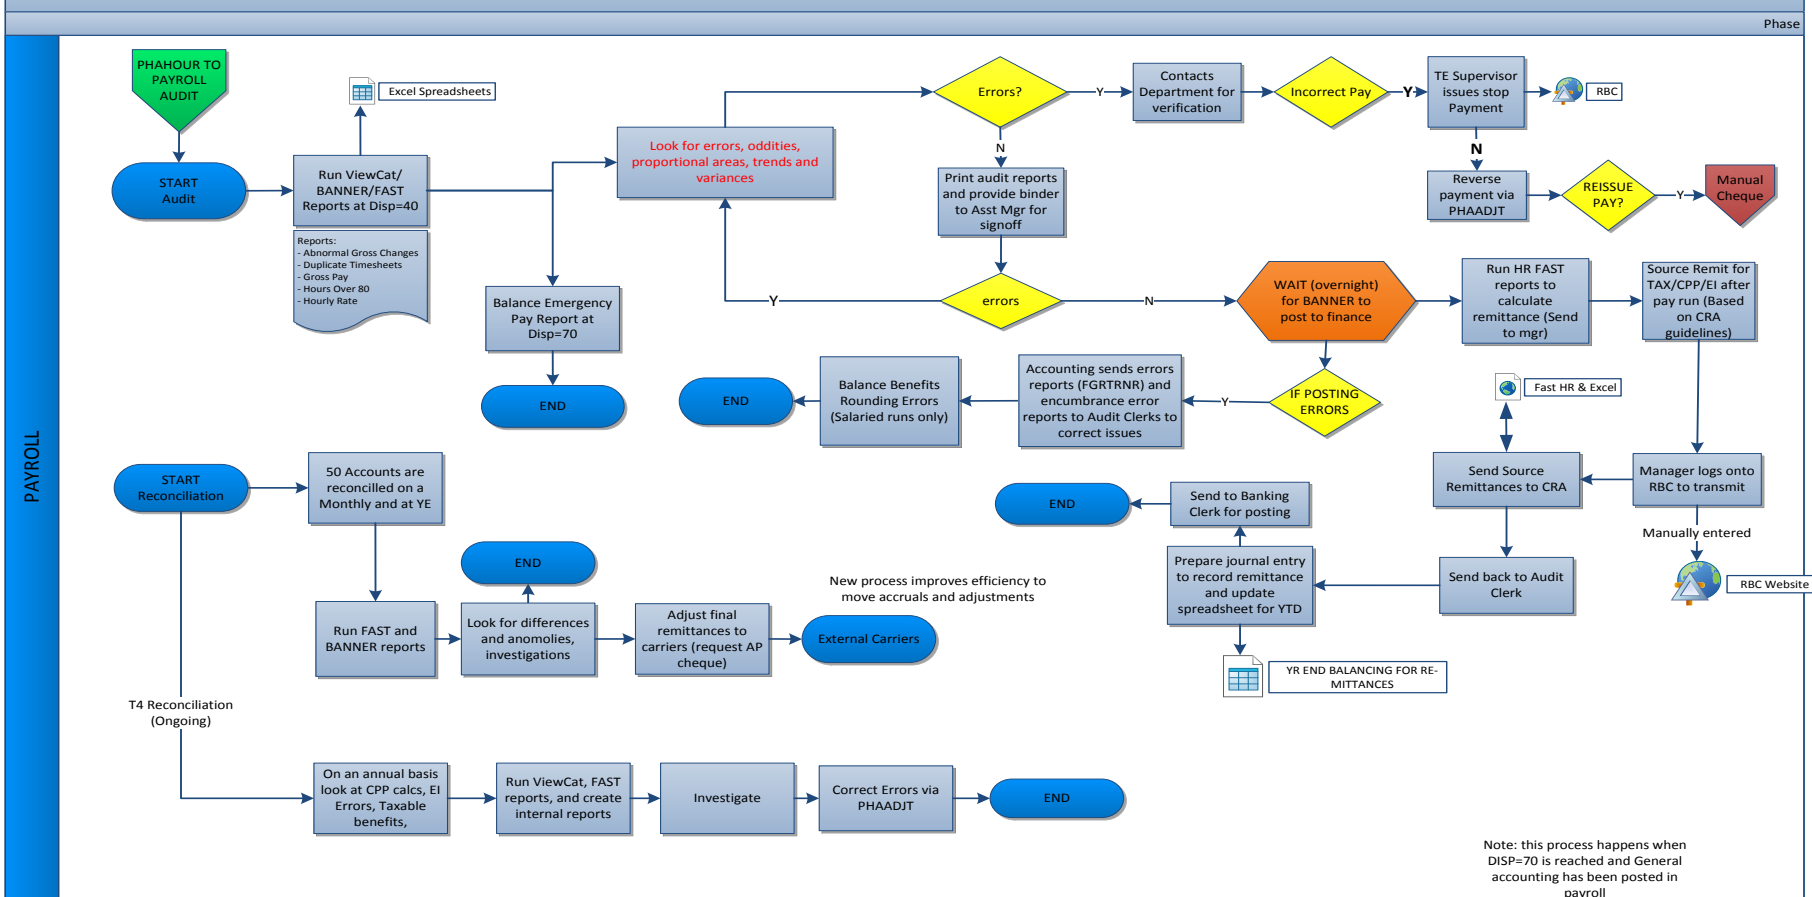 Phase
PAYROLL
PHAHOUR TO
PAYROLL
AUDIT
Excel Spreadsheets
START
Audit
Run ViewCat/
BANNER/FAST
Reports at Disp=40
Reports:
- Abnormal Gross Changes
- Duplicate Timesheets
- Gross Pay
- Hours Over 80
- Hourly Rate
Balance Emergency
Pay Report at
Disp=70
END
Look for errors, oddities,
proportional areas, trends and
variances
Errors?
Y
Contacts
Department for
verification
Incorrect Pay
Y
TE Supervisor
issues stop
Payment
RBC
N
N
Print audit reports
and provide binder
to Asst Mgr for
signoff
Reverse
payment via
PHAADJT
REISSUE
PAY?
Y
Manual
Cheque
errors
Y
N
WAIT (overnight)
for BANNER to
post to finance
Run HR FAST
reports to
calculate
remittance (Send
to mgr)
Source Remit for
TAX/CPP/EI after
pay run (Based
on CRA
guidelines)
IF POSTING
ERRORS
Y
Accounting sends errors
reports (FGRTRNR) and
encumbrance error
reports to Audit Clerks to
correct issues
Balance Benefits
Rounding Errors
(Salaried runs only)
END
Fast HR & Excel
Manager logs onto
RBC to transmit
Send Source
Remittances to CRA
Manually entered
RBC Website
Send back to Audit
Clerk
Prepare journal entry
to record remittance
and update
spreadsheet for YTD
Send to Banking
Clerk for posting
END
YR END BALANCING FOR RE-
MITTANCES
START
Reconciliation
50 Accounts are
reconcilled on a
Monthly and at YE
Run FAST and
BANNER reports
Look for differences
and anomolies,
investigations
END
Adjust final
remittances to
carriers (request AP
cheque)
New process improves efficiency to
move accruals and adjustments
External Carriers
T4 Reconciliation
(Ongoing)
On an annual basis
look at CPP calcs, EI
Errors, Taxable
benefits,
Run ViewCat, FAST
reports, and create
internal reports
Investigate
Correct Errors via
PHAADJT
END
Note: this process happens when
DISP=70 is reached and General
accounting has been posted in
payroll